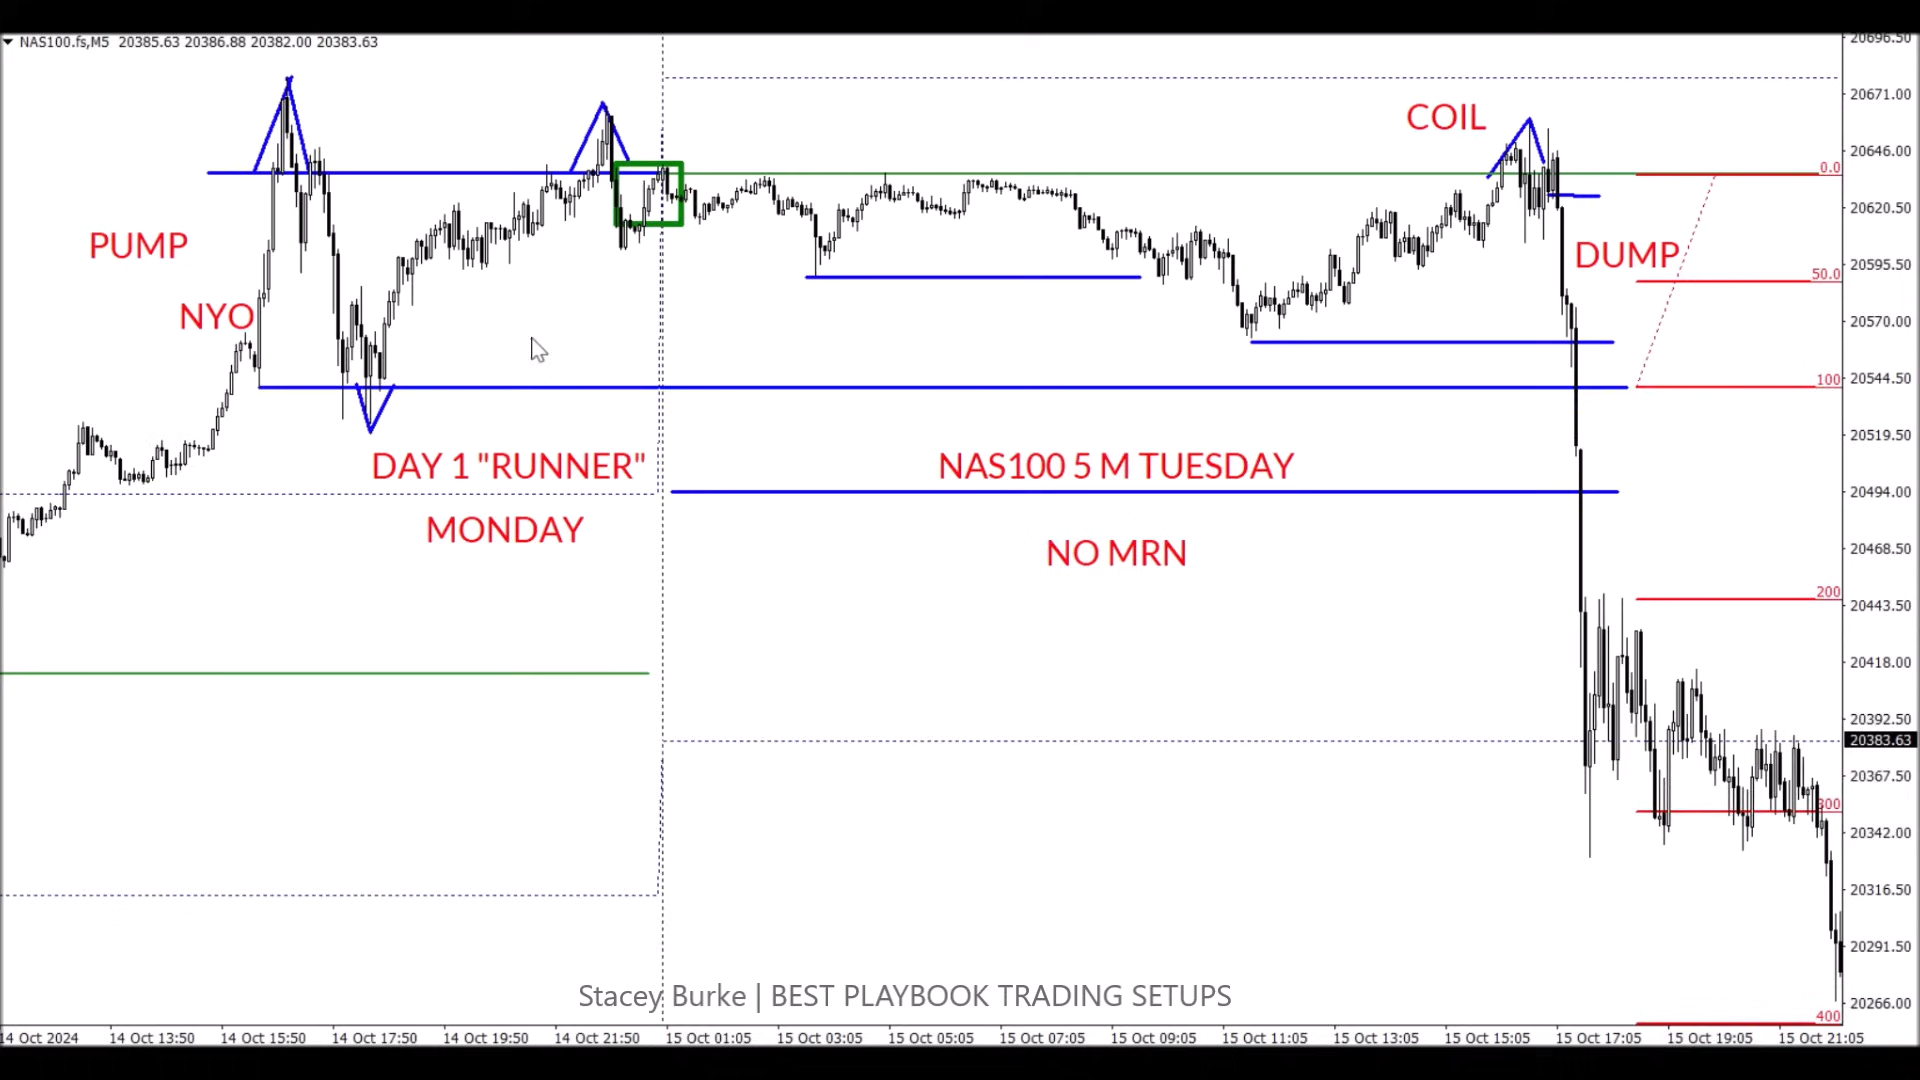 NAS100.fs,M5 20385.63 20386.88 20382.00 20383.63
PUMP
NYO
DAY 1 "RUNNER"
MONDAY
NAS100 5 M TUESDAY
NO MRN
COIL
DUMP
0.0
50.0
100
200
300
400
20696.50
20671.00
20646.00
20620.50
20595.50
20570.00
20544.50
20519.50
20494.00
20468.50
20443.50
20418.00
20392.50
20383.63
20367.50
20342.00
20316.50
20291.50
20266.00
Stacey Burke | BEST PLAYBOOK TRADING SETUPS
14 Oct 2024 14 Oct 13:50 14 Oct 15:50 14 Oct 17:50 14 Oct 19:50 14 Oct 21:50 15 Oct 01:05 15 Oct 03:05 15 Oct 05:05 15 Oct 07:05 15 Oct 09:05 15 Oct 11:05 15 Oct 13:05 15 Oct 15:05 15 Oct 17:05 15 Oct 19:05 15 Oct 21:05